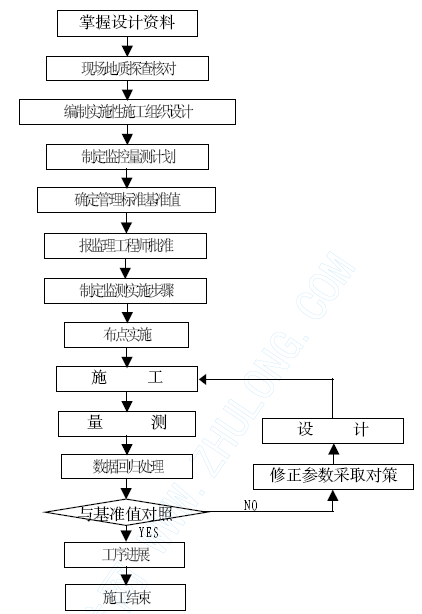 掌握设计资料
现场地质探查核对
编制实施性施工组织设计
制定监控量测计划
确定管理标准基准值
报监理工程师批准
制定监测实施步骤
布点实施
施 工
量 测
设 计
数据回归处理
修正参数采取对策
与基准值对照
NO
YES
工序进展
施工结束
WWW.ZHULONG.COM